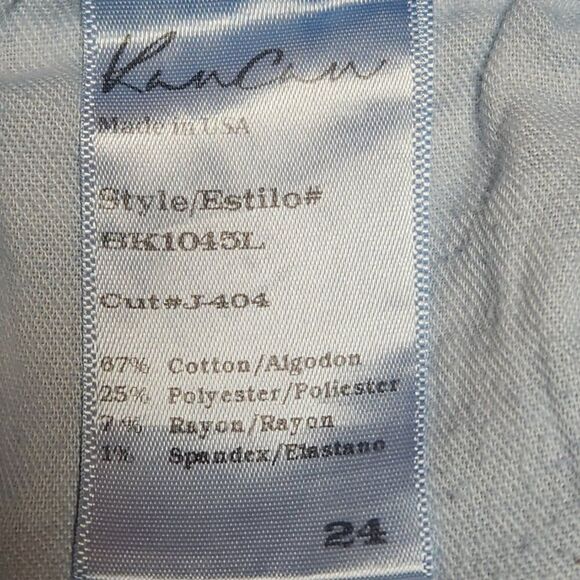 KanCan
Made in USA
Style/Estilo#
BK1045L
Cut#J-404
67% Cotton/Algodon
25% Polyester/Poliester
7% Rayon/Rayon
1% Spandex/Elastano
24